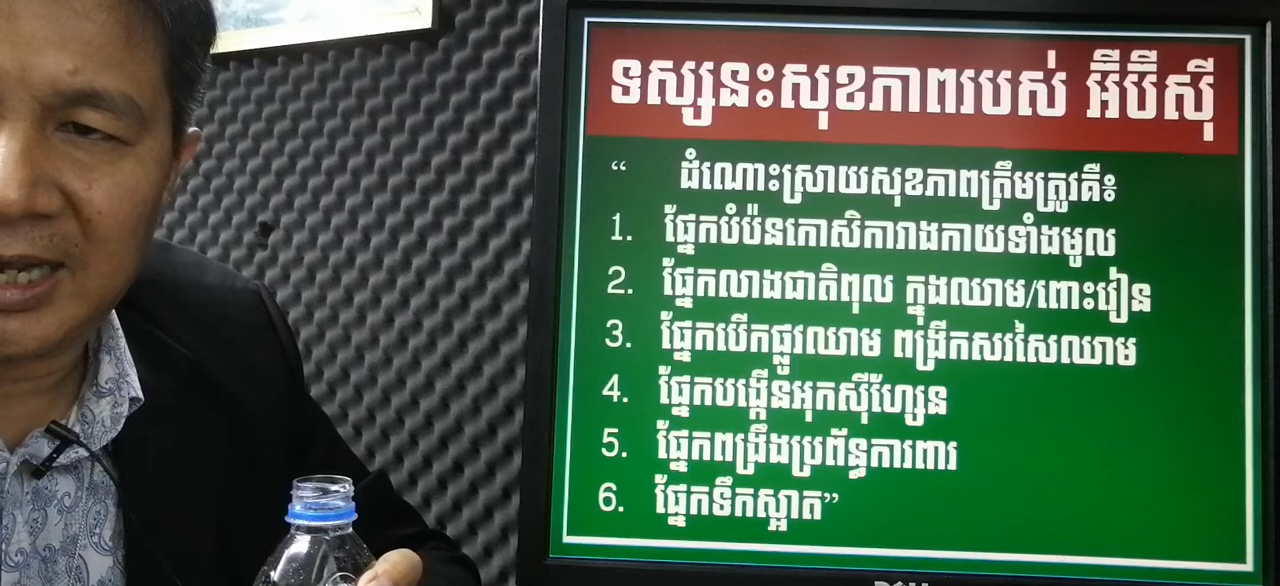 ទស្សនះសុខភាពរបស់ អ៊ីប៊ីស៊ី
“ ដំណោះស្រាយសុខភាពត្រឹមត្រូវគឺ៖
1. ផ្នែកបំប៉នកោសិការាងកាយទាំងមូល
2. ផ្នែកលាងជាតិពុល ក្នុងឈាម/ពោះវៀន
3. ផ្នែកបើកផ្លូវឈាម ពង្រីកសរសៃឈាម
4. ផ្នែកបង្កើនអុកស៊ីហ្សែន
5. ផ្នែកពង្រឹងប្រព័ន្ធការពារ
6. ផ្នែកទឹកស្អាត”